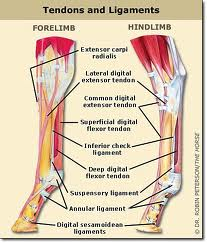 Tendons and Ligaments
FORELIMB
HINDLIMB
Extensor carpi
radialis
Lateral digital
extensor tendon
Common digital
extensor tendon
Superficial digital
flexor tendon
Inferior check
ligament
Deep digital
flexor tendon
Suspensory ligament
Annular ligament
Digital sesamoidean
ligaments
© DR. ROBIN PETERSON/THE HORSE